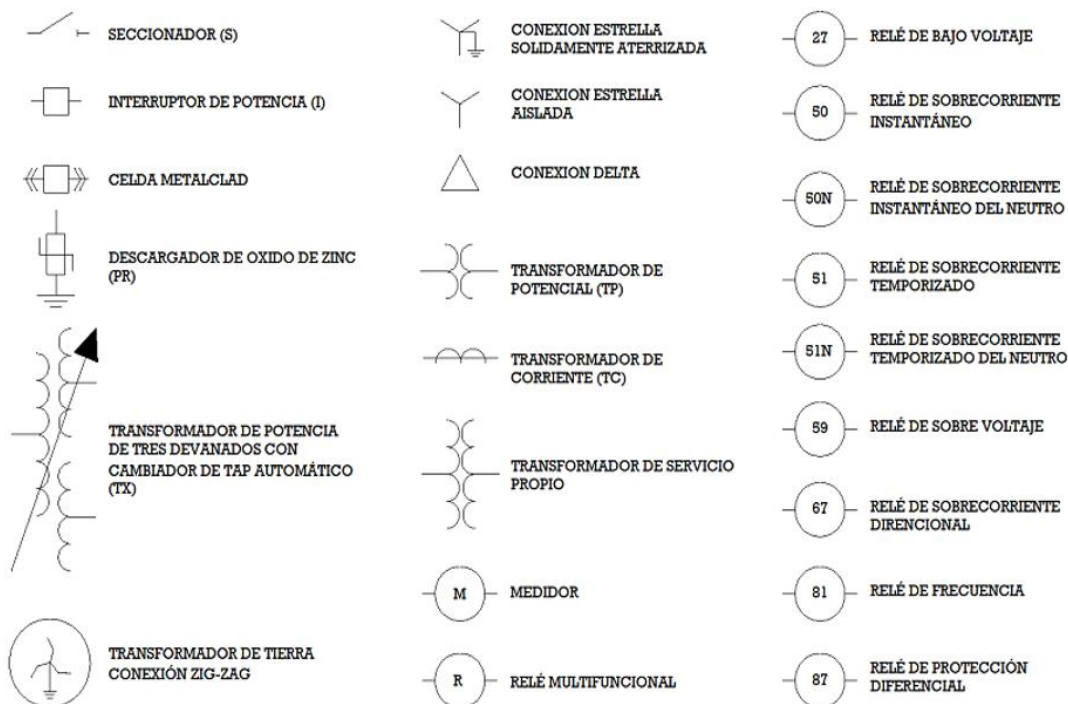 SECCIONADOR (S)
INTERRUPTOR DE POTENCIA (I)
CELDA METALCLAD
DESCARGADOR DE OXIDO DE ZINC
(PR)
TRANSFORMADOR DE POTENCIA
DE TRES DEVANADOS CON
CAMBIADOR DE TAP AUTOMÁTICO
(TX)
TRANSFORMADOR DE TIERRA
CONEXIÓN ZIG-ZAG
CONEXION ESTRELLA
SOLIDAMENTE ATERRIZADA
CONEXION ESTRELLA
AISLADA
CONEXION DELTA
TRANSFORMADOR DE
POTENCIAL (TP)
TRANSFORMADOR DE
CORRIENTE (TC)
TRANSFORMADOR DE SERVICIO
PROPIO
M MEDIDOR
R RELÉ MULTIFUNCIONAL
27 RELÉ DE BAJO VOLTAJE
50 RELÉ DE SOBRECORRIENTE
INSTANTÁNEO
50N RELÉ DE SOBRECORRIENTE
INSTANTÁNEO DEL NEUTRO
51 RELÉ DE SOBRECORRIENTE
TEMPORIZADO
51N RELÉ DE SOBRECORRIENTE
TEMPORIZADO DEL NEUTRO
59 RELÉ DE SOBRE VOLTAJE
67 RELÉ DE SOBRECORRIENTE
DIRENCIONAL
81 RELÉ DE FRECUENCIA
87 RELÉ DE PROTECCIÓN
DIFERENCIAL